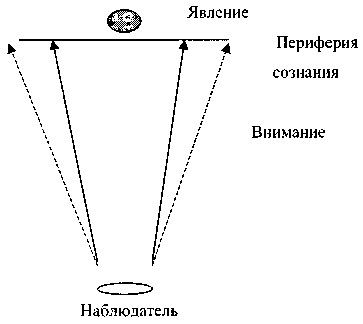 Явление
Периферия
сознания
Внимание
Наблюдатель